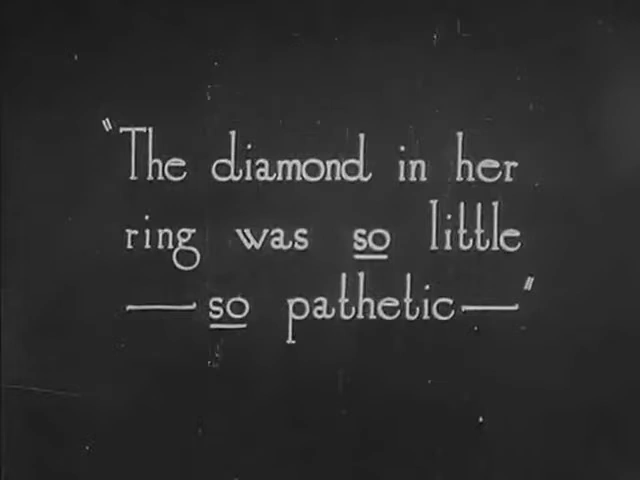 "The diamond in her
ring was so little
—so pathetic—"